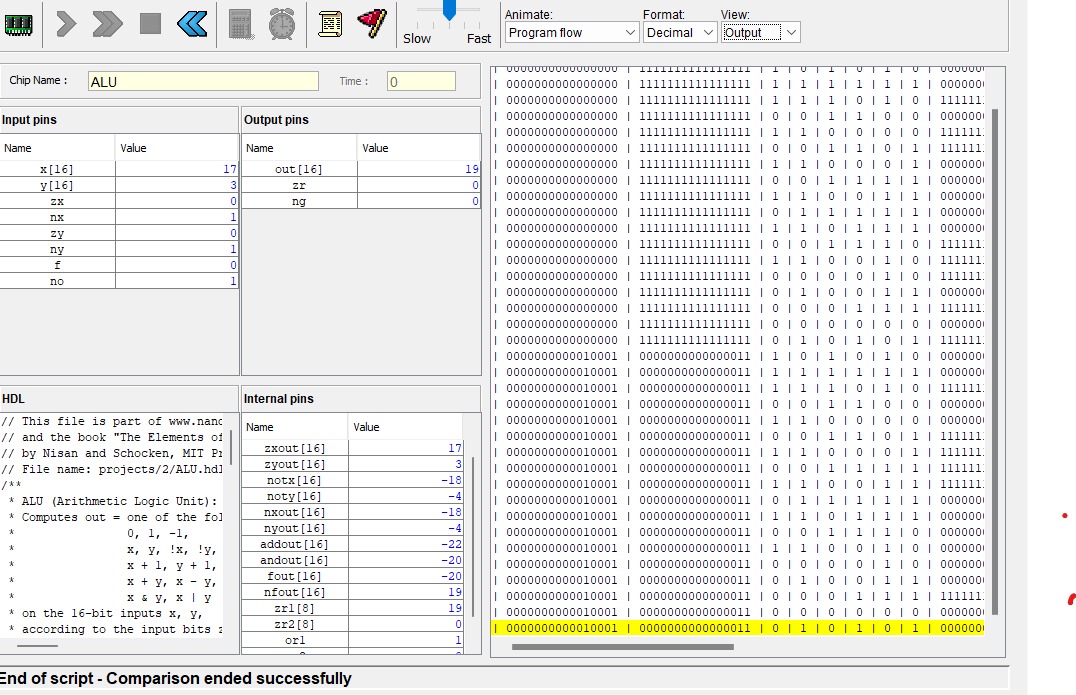 Slow
Fast
Animate:
Program flow
Format:
Decimal
View:
Output
Chip Name :
ALU
Time :
0
Input pins
Name Value
x[16] 17
y[16] 3
zx 0
nx 1
zy 0
ny 1
f 0
no 1
Output pins
Name Value
out[16] 19
zr 0
ng 0
HDL
// This file is part of www.nand
// and the book "The Elements of
// by Nisan and Schocken, MIT Pr
// File name: projects/2/ALU.hdl
/**
* ALU (Arithmetic Logic Unit):
* Computes out = one of the fol
* 0, 1, -1,
* x, y, !x, !y,
* x + 1, y + 1,
* x + y, x - y,
* x & y, x | y
* on the 16-bit inputs x, y,
* according to the input bits z
Internal pins
Name Value
zxout[16] 17
zyout[16] 3
notx[16] -18
noty[16] -4
nxout[16] -18
nyout[16] -4
addout[16] -22
andout[16] -20
fout[16] -20
nfout[16] 19
zr1[8] 19
zr2[8] 0
or1 1
| 0000000000000000 | 1111111111111111 | 1 | 0 | 1 | 0 | 1 | 0 | 000000
| 0000000000000000 | 1111111111111111 | 1 | 1 | 1 | 1 | 1 | 1 | 000000
| 0000000000000000 | 1111111111111111 | 1 | 1 | 1 | 0 | 1 | 0 | 111111
| 0000000000000000 | 1111111111111111 | 0 | 0 | 1 | 1 | 0 | 0 | 000000
| 0000000000000000 | 1111111111111111 | 1 | 1 | 0 | 0 | 0 | 0 | 111111
| 0000000000000000 | 1111111111111111 | 0 | 0 | 1 | 1 | 0 | 1 | 111111
| 0000000000000000 | 1111111111111111 | 1 | 1 | 0 | 0 | 0 | 1 | 000000
| 0000000000000000 | 1111111111111111 | 0 | 0 | 1 | 1 | 1 | 1 | 000000
| 0000000000000000 | 1111111111111111 | 1 | 1 | 0 | 0 | 1 | 1 | 000000
| 0000000000000000 | 1111111111111111 | 0 | 1 | 1 | 1 | 1 | 1 | 000000
| 0000000000000000 | 1111111111111111 | 1 | 1 | 0 | 1 | 1 | 1 | 000000
| 0000000000000000 | 1111111111111111 | 0 | 0 | 1 | 1 | 1 | 0 | 111111
| 0000000000000000 | 1111111111111111 | 1 | 1 | 0 | 0 | 1 | 0 | 111111
| 0000000000000000 | 1111111111111111 | 0 | 0 | 0 | 0 | 1 | 0 | 111111
| 0000000000000000 | 1111111111111111 | 0 | 1 | 0 | 0 | 1 | 1 | 000000
| 0000000000000000 | 1111111111111111 | 0 | 0 | 0 | 1 | 1 | 1 | 111111
| 0000000000000000 | 1111111111111111 | 0 | 0 | 0 | 0 | 0 | 0 | 000000
| 0000000000000000 | 1111111111111111 | 0 | 1 | 0 | 1 | 0 | 1 | 111111
| 0000000000010001 | 0000000000000011 | 1 | 0 | 1 | 0 | 1 | 0 | 000000
| 0000000000010001 | 0000000000000011 | 1 | 1 | 1 | 1 | 1 | 1 | 000000
| 0000000000010001 | 0000000000000011 | 1 | 1 | 1 | 0 | 1 | 0 | 111111
| 0000000000010001 | 0000000000000011 | 0 | 0 | 1 | 1 | 0 | 0 | 000000
| 0000000000010001 | 0000000000000011 | 1 | 1 | 0 | 0 | 0 | 0 | 000000
| 0000000000010001 | 0000000000000011 | 0 | 0 | 1 | 1 | 0 | 1 | 111111
| 0000000000010001 | 0000000000000011 | 1 | 1 | 0 | 0 | 0 | 1 | 111111
| 0000000000010001 | 0000000000000011 | 0 | 0 | 1 | 1 | 1 | 1 | 111111
| 0000000000010001 | 0000000000000011 | 1 | 1 | 0 | 0 | 1 | 1 | 111111
| 0000000000010001 | 0000000000000011 | 0 | 1 | 1 | 1 | 1 | 1 | 000000
| 0000000000010001 | 0000000000000011 | 1 | 1 | 0 | 1 | 1 | 1 | 000000
| 0000000000010001 | 0000000000000011 | 0 | 0 | 1 | 1 | 1 | 0 | 000000
| 0000000000010001 | 0000000000000011 | 1 | 1 | 0 | 0 | 1 | 0 | 000000
| 0000000000010001 | 0000000000000011 | 0 | 0 | 0 | 0 | 1 | 0 | 000000
| 0000000000010001 | 0000000000000011 | 0 | 1 | 0 | 0 | 1 | 1 | 000000
| 0000000000010001 | 0000000000000011 | 0 | 0 | 0 | 1 | 1 | 1 | 111111
| 0000000000010001 | 0000000000000011 | 0 | 0 | 0 | 0 | 0 | 0 | 000000
| 0000000000010001 | 0000000000000011 | 0 | 1 | 0 | 1 | 0 | 1 | 000000
End of script - Comparison ended successfully